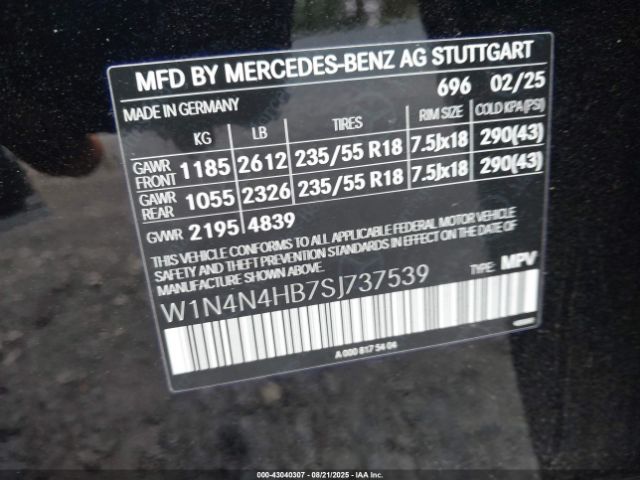 MFD BY MERCEDES-BENZ AG STUTTGART
696 02/25
MADE IN GERMANY
KG LB TIRES RIM SIZE COLD KPA(PSI)
GAWR FRONT 1185 2612 235/55 R18 7.5Jx18 290(43)
GAWR REAR 1055 2326 235/55 R18 7.5Jx18 290(43)
GVWR 2195 4839
THIS VEHICLE CONFORMS TO ALL APPLICABLE FEDERAL MOTOR VEHICLE
SAFETY AND THEFT PREVENTION STANDARDS IN EFFECT ON THE DATE OF
MANUFACTURE SHOWN ABOVE.
W1N4N4HB7SJ737539 TYPE: MPV
A 000 817 54 04
000-43040307 - 08/21/2025 - IAAI, Inc.